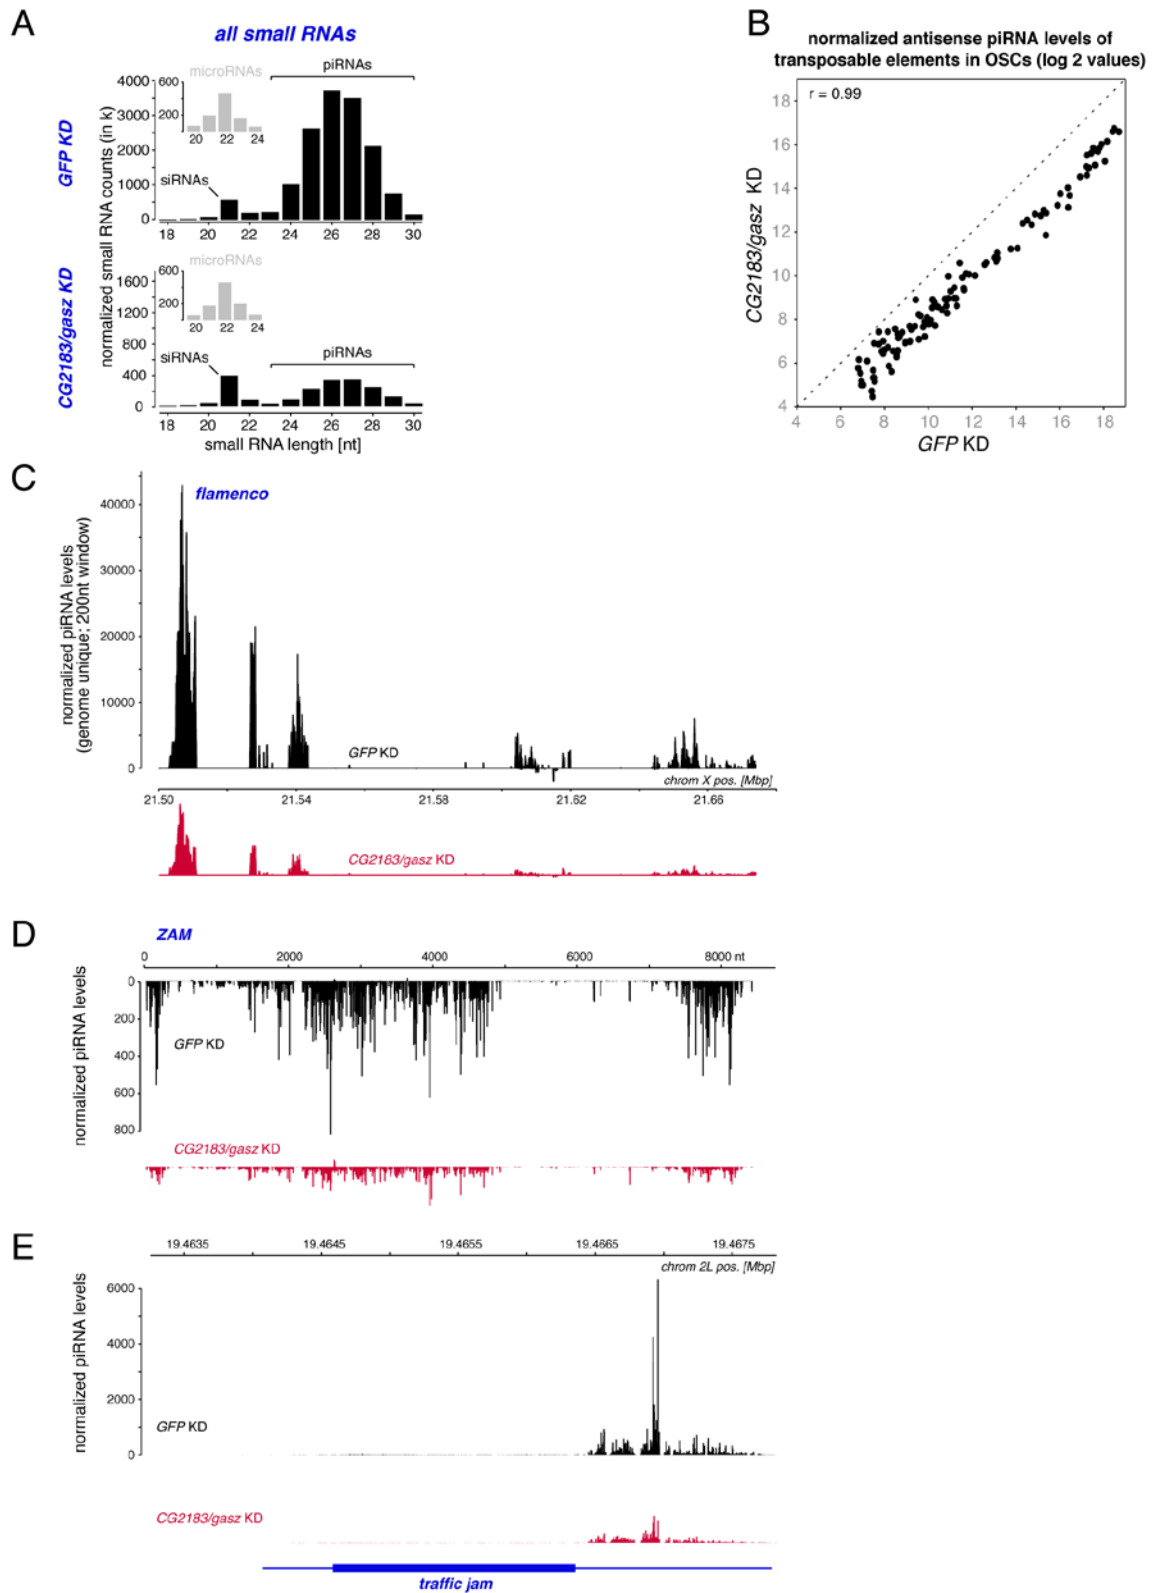 A
all small RNAs
GFP KD
CG2183/gasz KD
normalized small RNA counts (in k)
microRNAs
piRNAs
siRNAs
4000
3000
2000
1000
0
600
200
20 22 24
18 20 22 24 26 28 30
microRNAs
piRNAs
siRNAs
1600
1200
800
400
0
600
200
20 22 24
18 20 22 24 26 28 30
small RNA length [nt]
B
normalized antisense piRNA levels of
transposable elements in OSCs (log 2 values)
r = 0.99
CG2183/gasz KD
18
16
14
12
10
8
6
4
4 6 8 10 12 14 16 18
GFP KD
C
flamenco
normalized piRNA levels
(genome unique; 200nt window)
40000
30000
20000
10000
0
GFP KD
chrom X pos. [Mbp]
21.50 21.54 21.58 21.62 21.66
CG2183/gasz KD
D
ZAM
0 2000 4000 6000 8000 nt
normalized piRNA levels
0
200
400
600
800
GFP KD
CG2183/gasz KD
E
19.4635 19.4645 19.4655 19.4665 19.4675
chrom 2L pos. [Mbp]
normalized piRNA levels
6000
4000
2000
0
GFP KD
CG2183/gasz KD
traffic jam